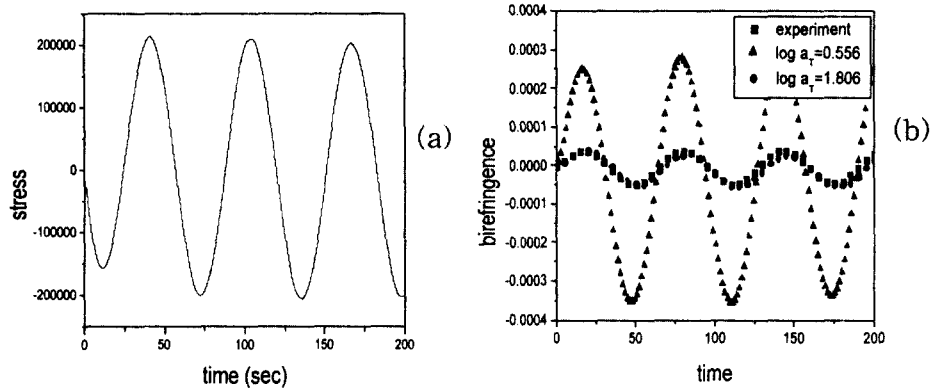 200000
100000
0
-100000
-200000
stress
0
50
100
150
200
time (sec)
(a)
0.0004
0.0003
0.0002
0.0001
0.0000
-0.0001
-0.0002
-0.0003
-0.0004
birefringence
experiment
log a_T=0.556
log a_T=1.806
0
50
100
150
200
time
(b)